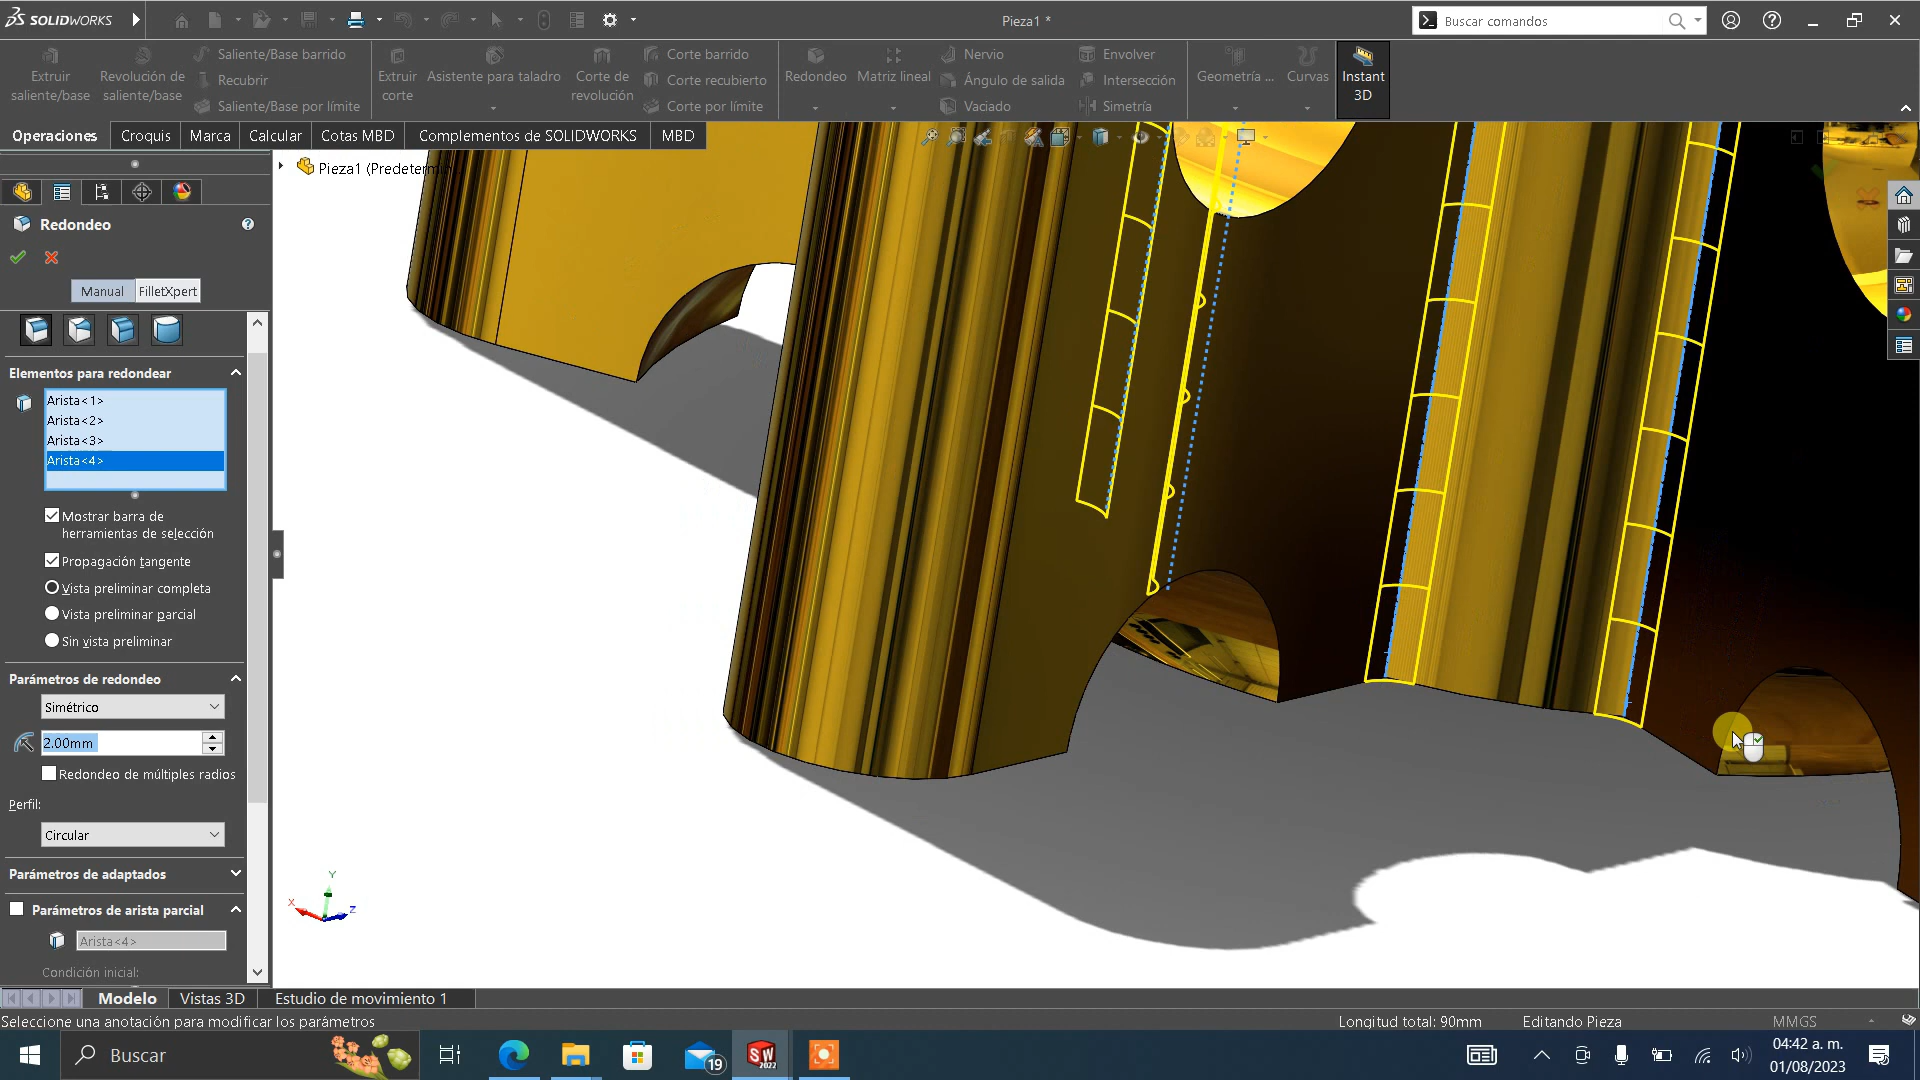 SOLIDWORKS
Pieza1 *
Buscar comandos
Extruir saliente/base
Revolución de saliente/base
Saliente/Base barrido
Recubrir
Saliente/Base por límite
Extruir corte
Asistente para taladro
Corte de revolución
Corte barrido
Corte recubierto
Corte por límite
Redondeo
Matriz lineal
Nervio
Ángulo de salida
Vaciado
Envolver
Intersección
Simetría
Geometría ...
Curvas
Instant 3D
Operaciones
Croquis
Marca
Calcular
Cotas MBD
Complementos de SOLIDWORKS
MBD
Pieza1 (Predetermin
Redondeo
Manual
FilletXpert
Elementos para redondear
Arista<1>
Arista<2>
Arista<3>
Arista<4>
Mostrar barra de
herramientas de selección
Propagación tangente
Vista preliminar completa
Vista preliminar parcial
Sin vista preliminar
Parámetros de redondeo
Simétrico
2.00mm
Redondeo de múltiples radios
Perfil:
Circular
Parámetros de adaptados
Parámetros de arista parcial
Arista<4>
Condición inicial:
Y
X
Z
Modelo
Vistas 3D
Estudio de movimiento 1
Seleccione una anotación para modificar los parámetros
Longitud total: 90mm
Editando Pieza
MMGS
Buscar
19
SW
2022
04:42 a. m.
01/08/2023